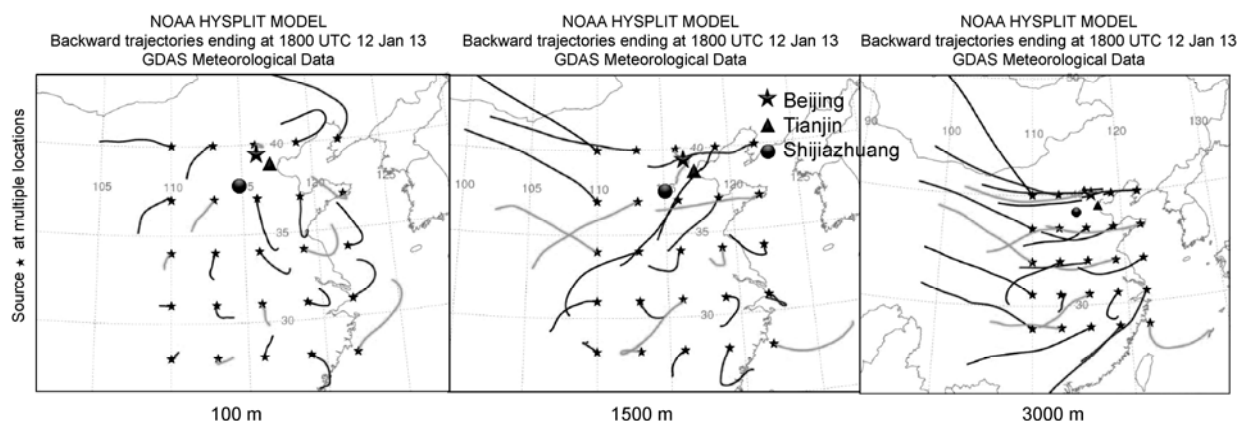 NOAA HYSPLIT MODEL
Backward trajectories ending at 1800 UTC 12 Jan 13
GDAS Meteorological Data
NOAA HYSPLIT MODEL
Backward trajectories ending at 1800 UTC 12 Jan 13
GDAS Meteorological Data
NOAA HYSPLIT MODEL
Backward trajectories ending at 1800 UTC 12 Jan 13
GDAS Meteorological Data
Source ★ at multiple locations
105
110
120
125
40
35
30
Beijing
Tianjin
Shijiazhuang
100
105
120
125
40
35
30
90
100
110
120
130
50
40
30
100 m
1500 m
3000 m